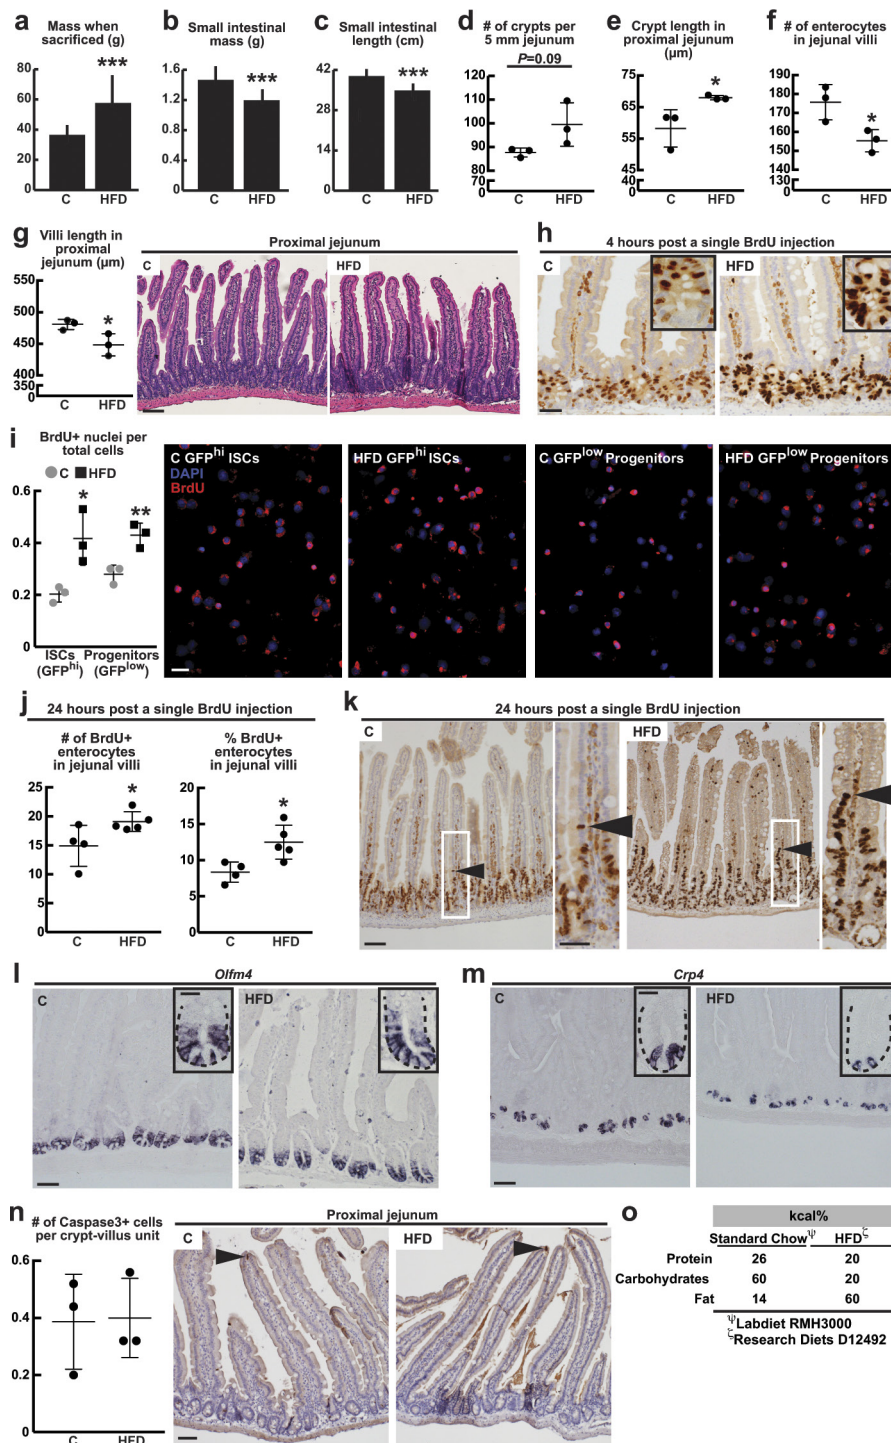 a
Mass when
sacrificed (g)
***
80
60
40
20
0
C HFD
b
Small intestinal
mass (g)
***
1.6
1.2
0.8
0.4
0
C HFD
c
Small intestinal
length (cm)
***
42
28
14
0
C HFD
d
# of crypts per
5 mm jejunum
P=0.09
120
110
100
90
80
0
C HFD
e
Crypt length in
proximal jejunum
(µm)
*
75
65
55
45
0
C HFD
f
# of enterocytes
in jejunal villi
*
190
180
170
160
150
140
130
0
C HFD
g
Villi length in
proximal
jejunum (µm)
*
550
500
450
400
350
0
C HFD
Proximal jejunum
C
HFD
h
4 hours post a single BrdU injection
C
HFD
i
BrdU+ nuclei per
total cells
C HFD
*
**
0.6
0.4
0.2
0
ISCs Progenitors
(GFPhi) (GFPlow)
C GFPhi ISCs
DAPI
BrdU
HFD GFPhi ISCs
C GFPlow Progenitors
HFD GFPlow Progenitors
j
24 hours post a single BrdU injection
# of BrdU+
enterocytes
in jejunal villi
*
25
20
15
10
5
0
C HFD
% BrdU+
enterocytes
in jejunal villi
*
20
15
10
5
0
C HFD
k
24 hours post a single BrdU injection
C
HFD
l
Olfm4
C
HFD
m
Crp4
C
HFD
n
# of Caspase3+ cells
per crypt-villus unit
0.6
0.4
0.2
0
C HFD
Proximal jejunum
C
HFD
o
kcal%
Standard Chowψ HFDζ
Protein 26 20
Carbohydrates 60 20
Fat 14 60
ψLabdiet RMH3000
ζResearch Diets D12492